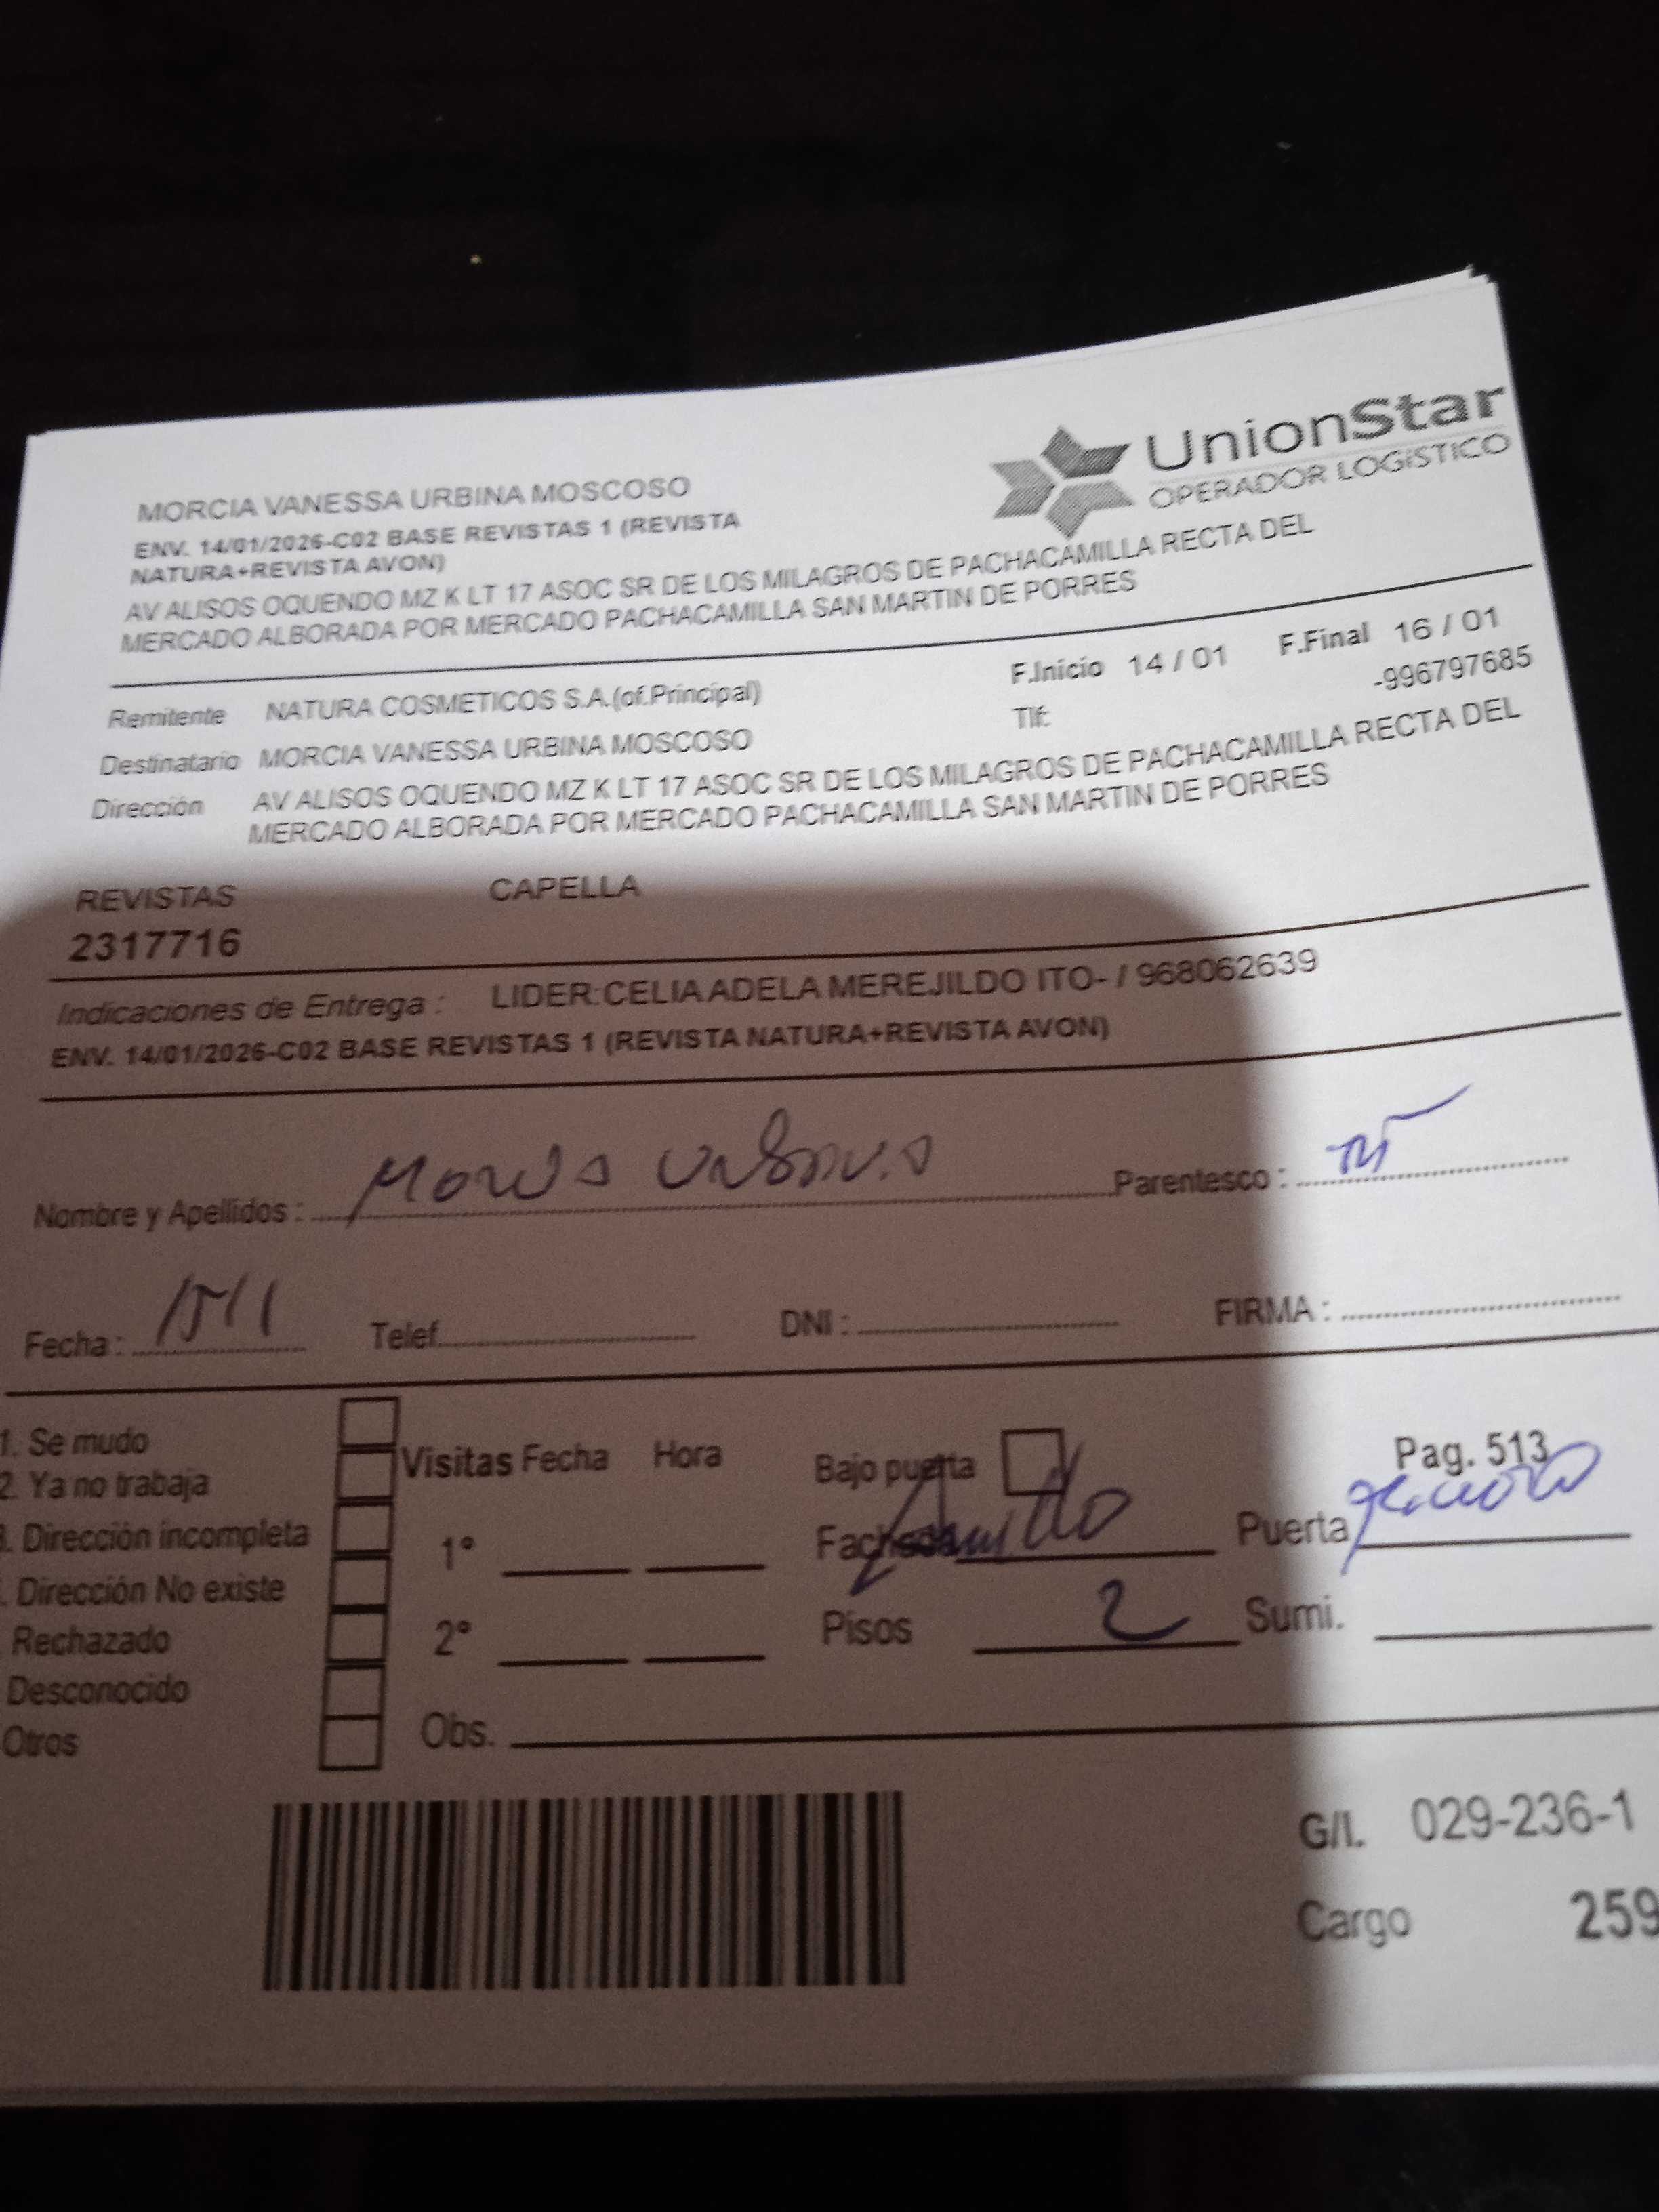 UnionStar
OPERADOR LOGíSTICO
MORCIA VANESSA URBINA MOSCOSO
ENV. 14/01/2026-C02 BASE REVISTAS 1 (REVISTA
NATURA+REVISTA AVON)
AV ALISOS OQUENDO MZ K LT 17 ASOC SR DE LOS MILAGROS DE PACHACAMILLA RECTA DEL
MERCADO ALBORADA POR MERCADO PACHACAMILLA SAN MARTIN DE PORRES
Remitente NATURA COSMETICOS S.A.(of.Principal) F.Inicio 14 / 01 F.Final 16 / 01
Destinatario MORCIA VANESSA URBINA MOSCOSO Tlf: -996797685
Dirección AV ALISOS OQUENDO MZ K LT 17 ASOC SR DE LOS MILAGROS DE PACHACAMILLA RECTA DEL
MERCADO ALBORADA POR MERCADO PACHACAMILLA SAN MARTIN DE PORRES
REVISTAS CAPELLA
2317716
Indicaciones de Entrega : LIDER:CELIA ADELA MEREJILDO ITO- / 968062639
ENV. 14/01/2026-C02 BASE REVISTAS 1 (REVISTA NATURA+REVISTA AVON)
Nombre y Apellidos : Parentesco :
Fecha : 15/1 Telef. DNI : FIRMA :
1. Se mudo
2. Ya no trabaja
3. Dirección incompleta
. Dirección No existe
Rechazado
Desconocido
Otros
Visitas Fecha Hora
1°
2°
Obs.
Bajo puerta Pag. 513
Puerta
Pisos 2 Sumi.
G/I. 029-236-1
Cargo 259